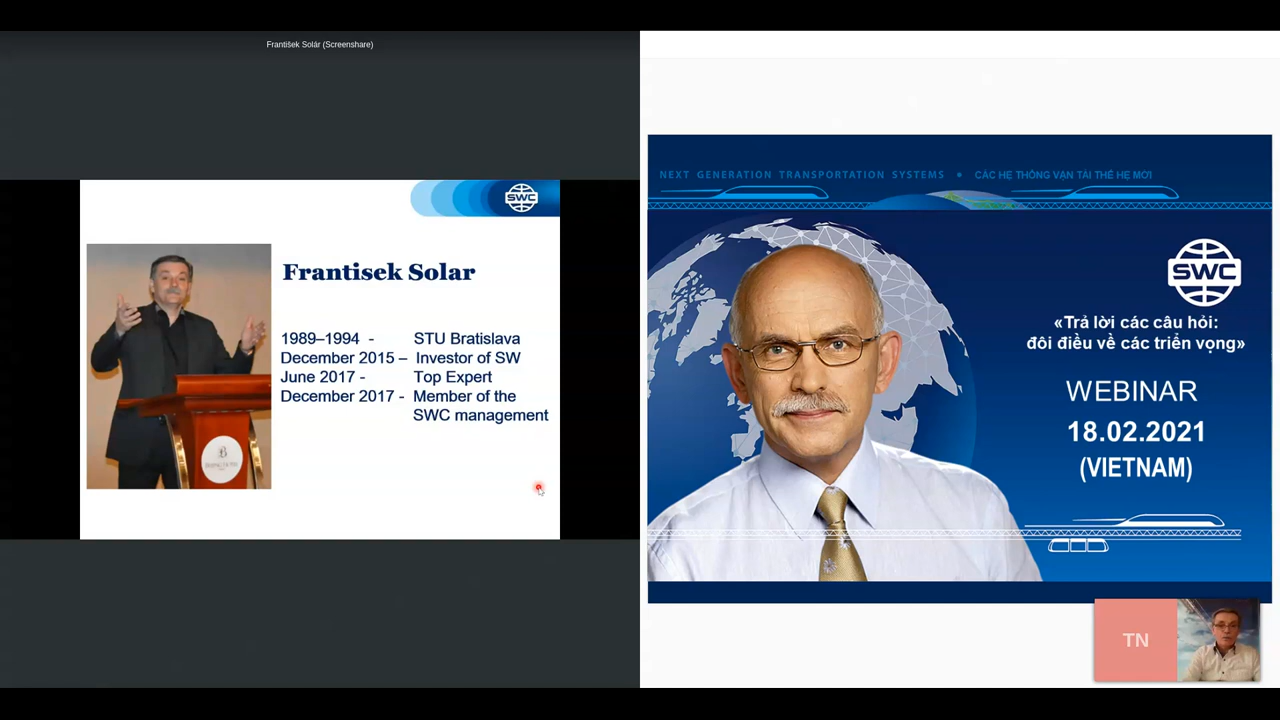 František Solár (Screenshare)
SWC
Frantisek Solar
1989–1994 - STU Bratislava
December 2015 – Investor of SW
June 2017 - Top Expert
December 2017 - Member of the
SWC management
NEXT GENERATION TRANSPORTATION SYSTEMS • CÁC HỆ THỐNG VẬN TẢI THẾ HỆ MỚI
SWC
«Trả lời các câu hỏi:
đôi điều về các triển vọng»
WEBINAR
18.02.2021
(VIETNAM)
TN